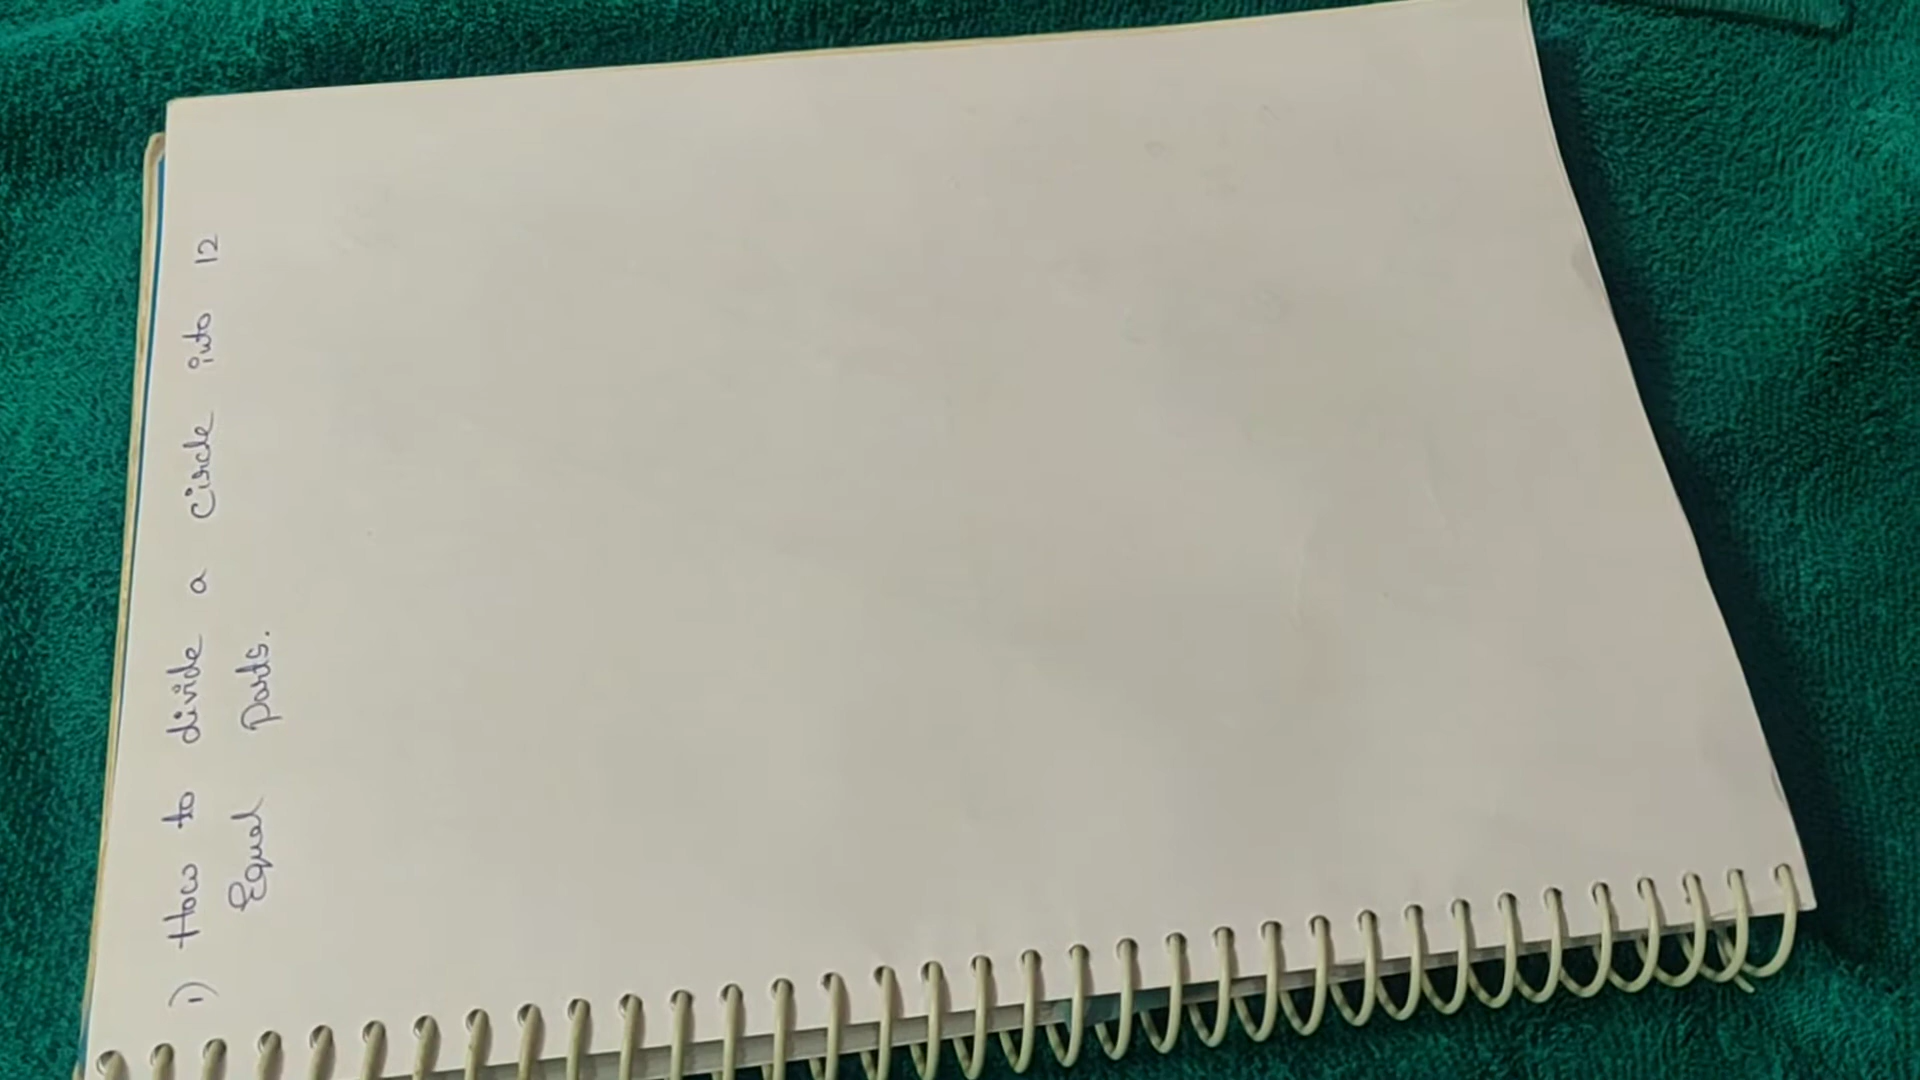 1) How to divide a circle into 12
Equal parts.